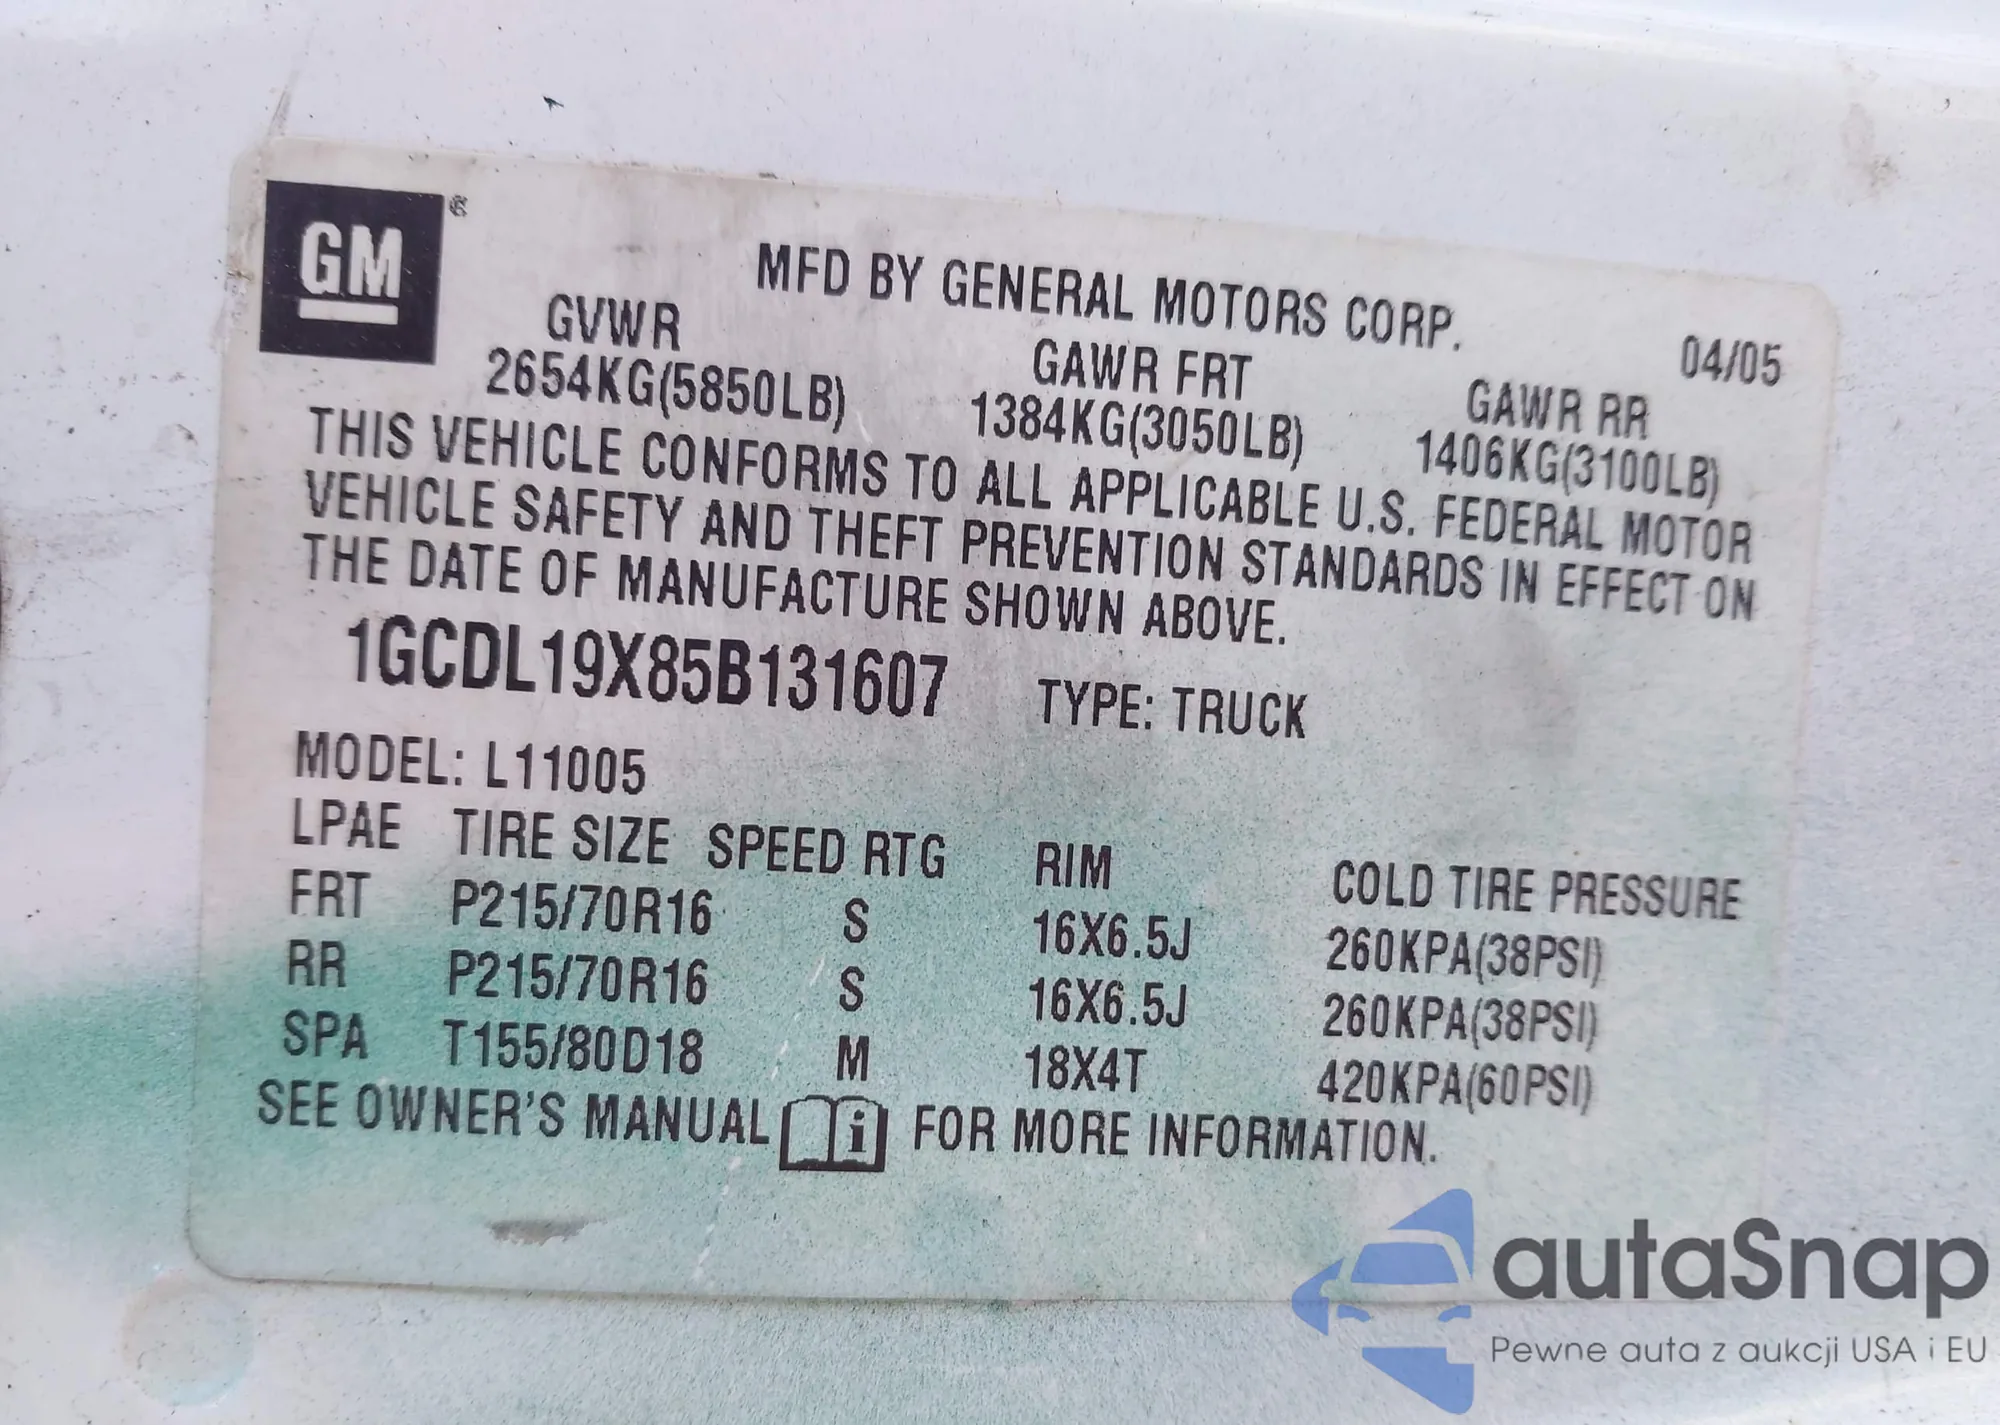 GM
MFD BY GENERAL MOTORS CORP.
04/05
GVWR GAWR FRT GAWR RR
2654KG(5850LB) 1384KG(3050LB) 1406KG(3100LB)
THIS VEHICLE CONFORMS TO ALL APPLICABLE U.S. FEDERAL MOTOR
VEHICLE SAFETY AND THEFT PREVENTION STANDARDS IN EFFECT ON
THE DATE OF MANUFACTURE SHOWN ABOVE.
1GCDL19X85B131607 TYPE: TRUCK
MODEL: L11005
LPAE TIRE SIZE SPEED RTG RIM COLD TIRE PRESSURE
FRT P215/70R16 S 16X6.5J 260KPA(38PSI)
RR P215/70R16 S 16X6.5J 260KPA(38PSI)
SPA T155/80D18 M 18X4T 420KPA(60PSI)
SEE OWNER'S MANUAL i FOR MORE INFORMATION.
autaSnap
Pewne auta z aukcji USA i EU